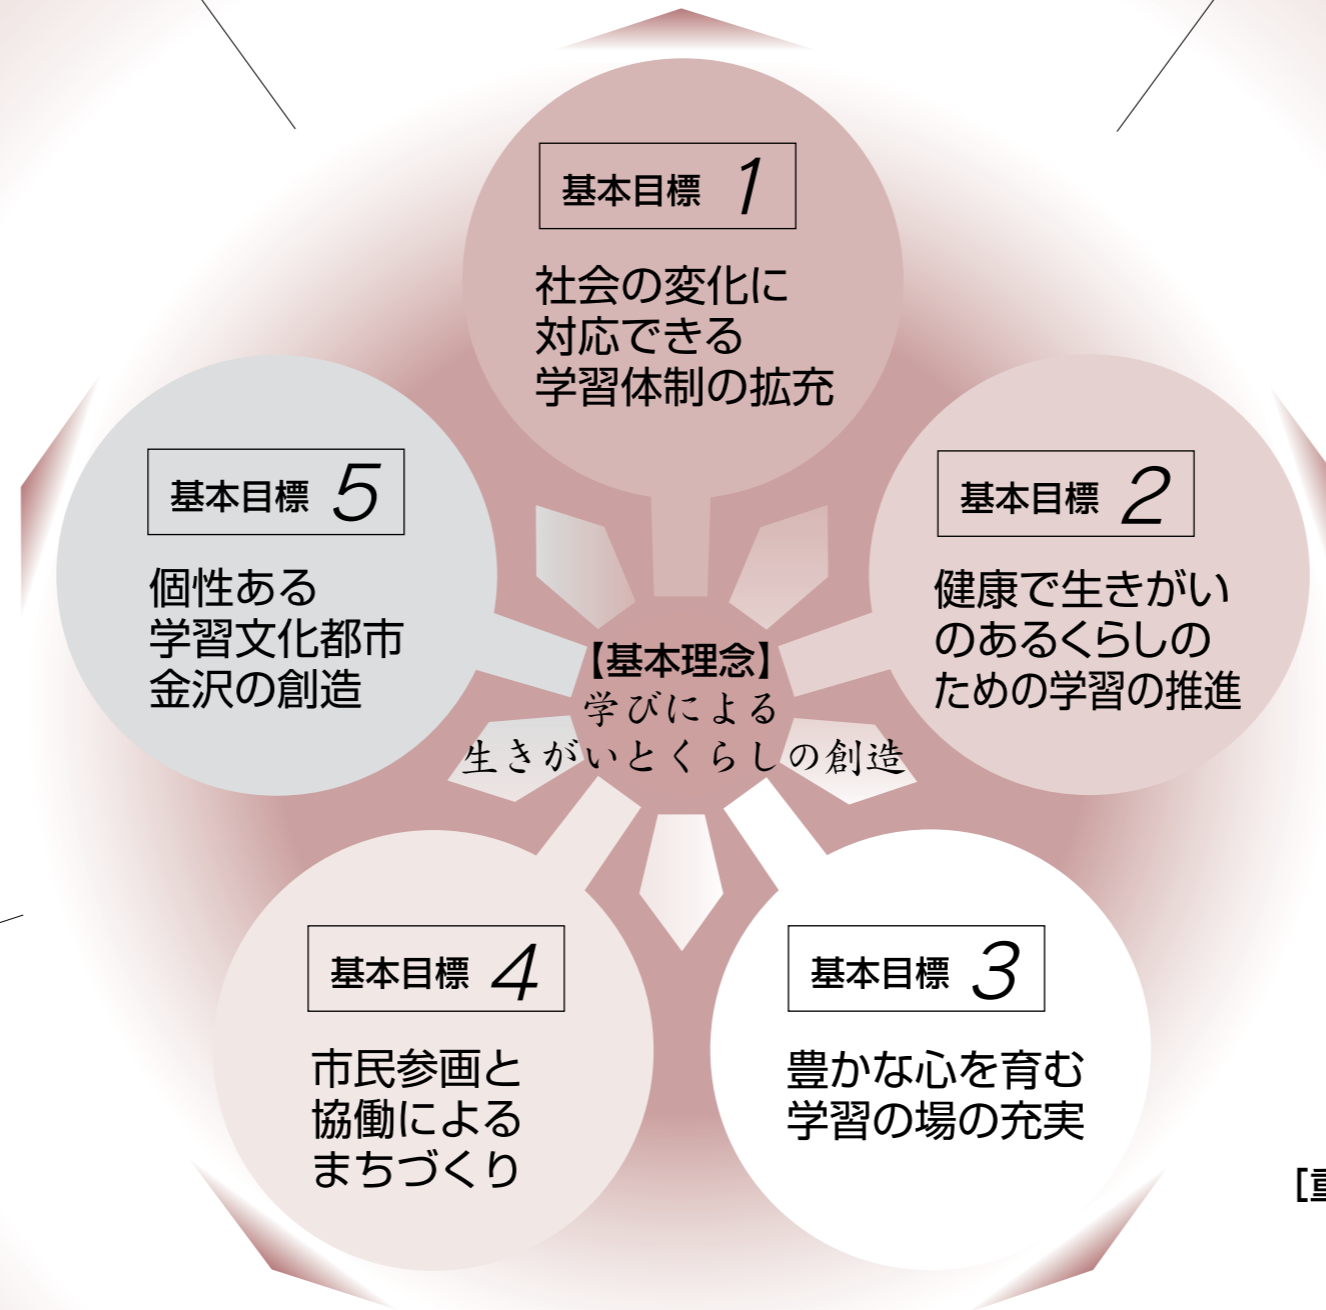 基本目標 1
社会の変化に
対応できる
学習体制の拡充
基本目標 2
健康で生きがい
のあるくらしの
ための学習の推進
基本目標 3
豊かな心を育む
学習の場の充実
基本目標 4
市民参画と
協働による
まちづくり
基本目標 5
個性ある
学習文化都市
金沢の創造
【基本理念】
学びによる
生きがいとくらしの創造